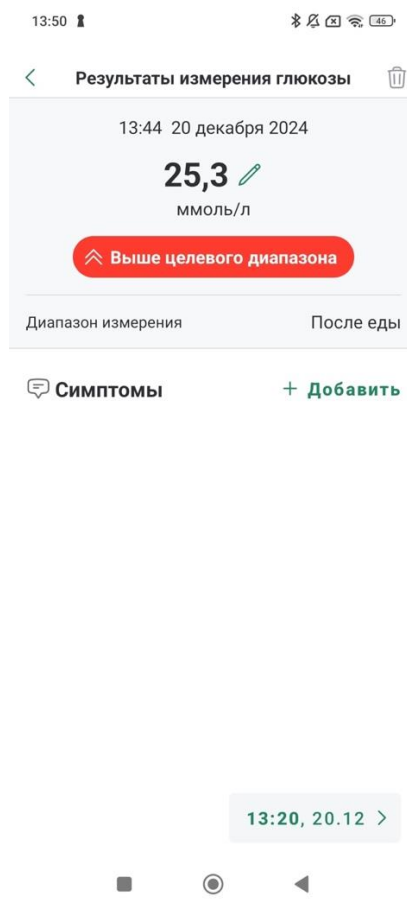 13:50
46
Результаты измерения глюкозы
13:44 20 декабря 2024
25,3
ммоль/л
Выше целевого диапазона
Диапазон измерения После еды
Симптомы + Добавить
13:20, 20.12 >